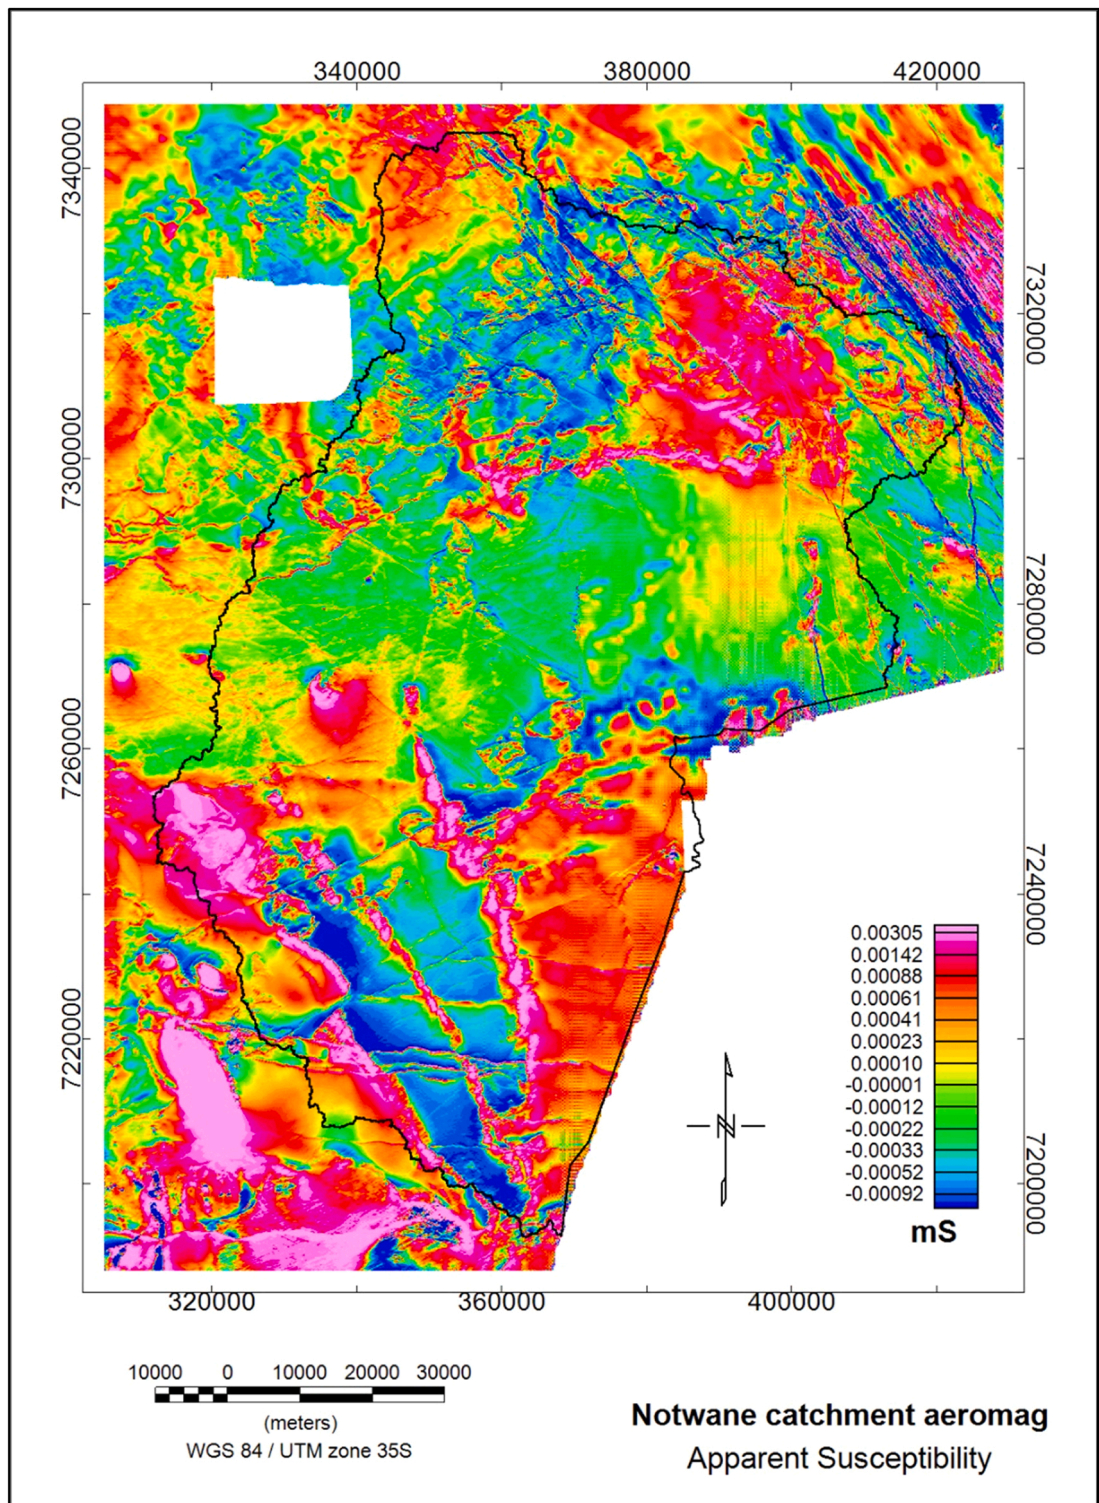 340000 380000 420000
7340000
7320000
7300000
7280000
7260000
7240000
7220000
7200000
0.00305
0.00142
0.00088
0.00061
0.00041
0.00023
0.00010
-0.00001
-0.00012
-0.00022
-0.00033
-0.00052
-0.00092
mS
N
320000 360000 400000
10000 0 10000 20000 30000
(meters)
WGS 84 / UTM zone 35S
Notwane catchment aeromag
Apparent Susceptibility